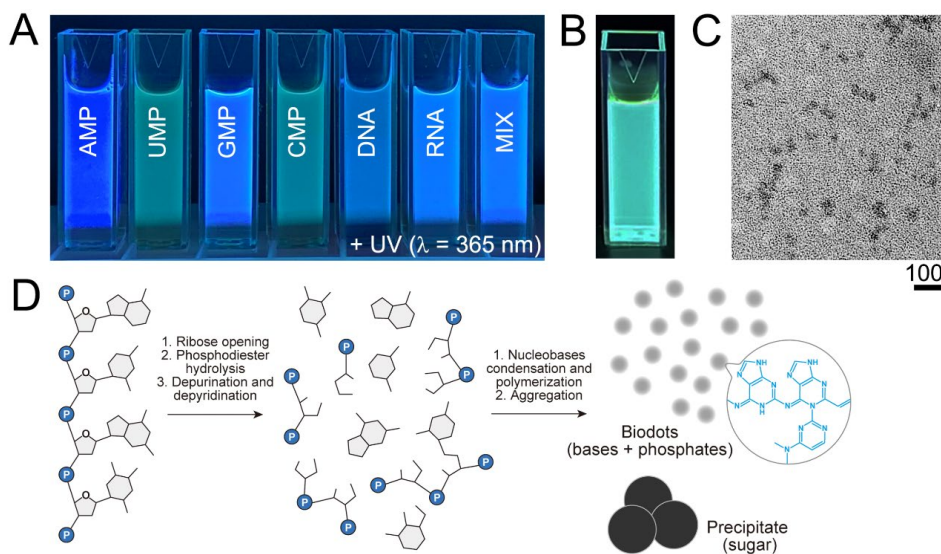 A
AMP
UMP
GMP
CMP
DNA
RNA
MIX
+ UV (λ = 365 nm)
B
C
100
D
P
O
P
O
P
O
P
O
P
1. Ribose opening
2. Phosphodiester
hydrolysis
3. Depurination and
depyridination
P
P
P
P
P
P
P
P
P
1. Nucleobases
condensation and
polymerization
2. Aggregation
Biodots
(bases + phosphates)
N
NH
N
NH
N
N
N
N
N
H
N
N
N
N
N
N
Precipitate
(sugar)